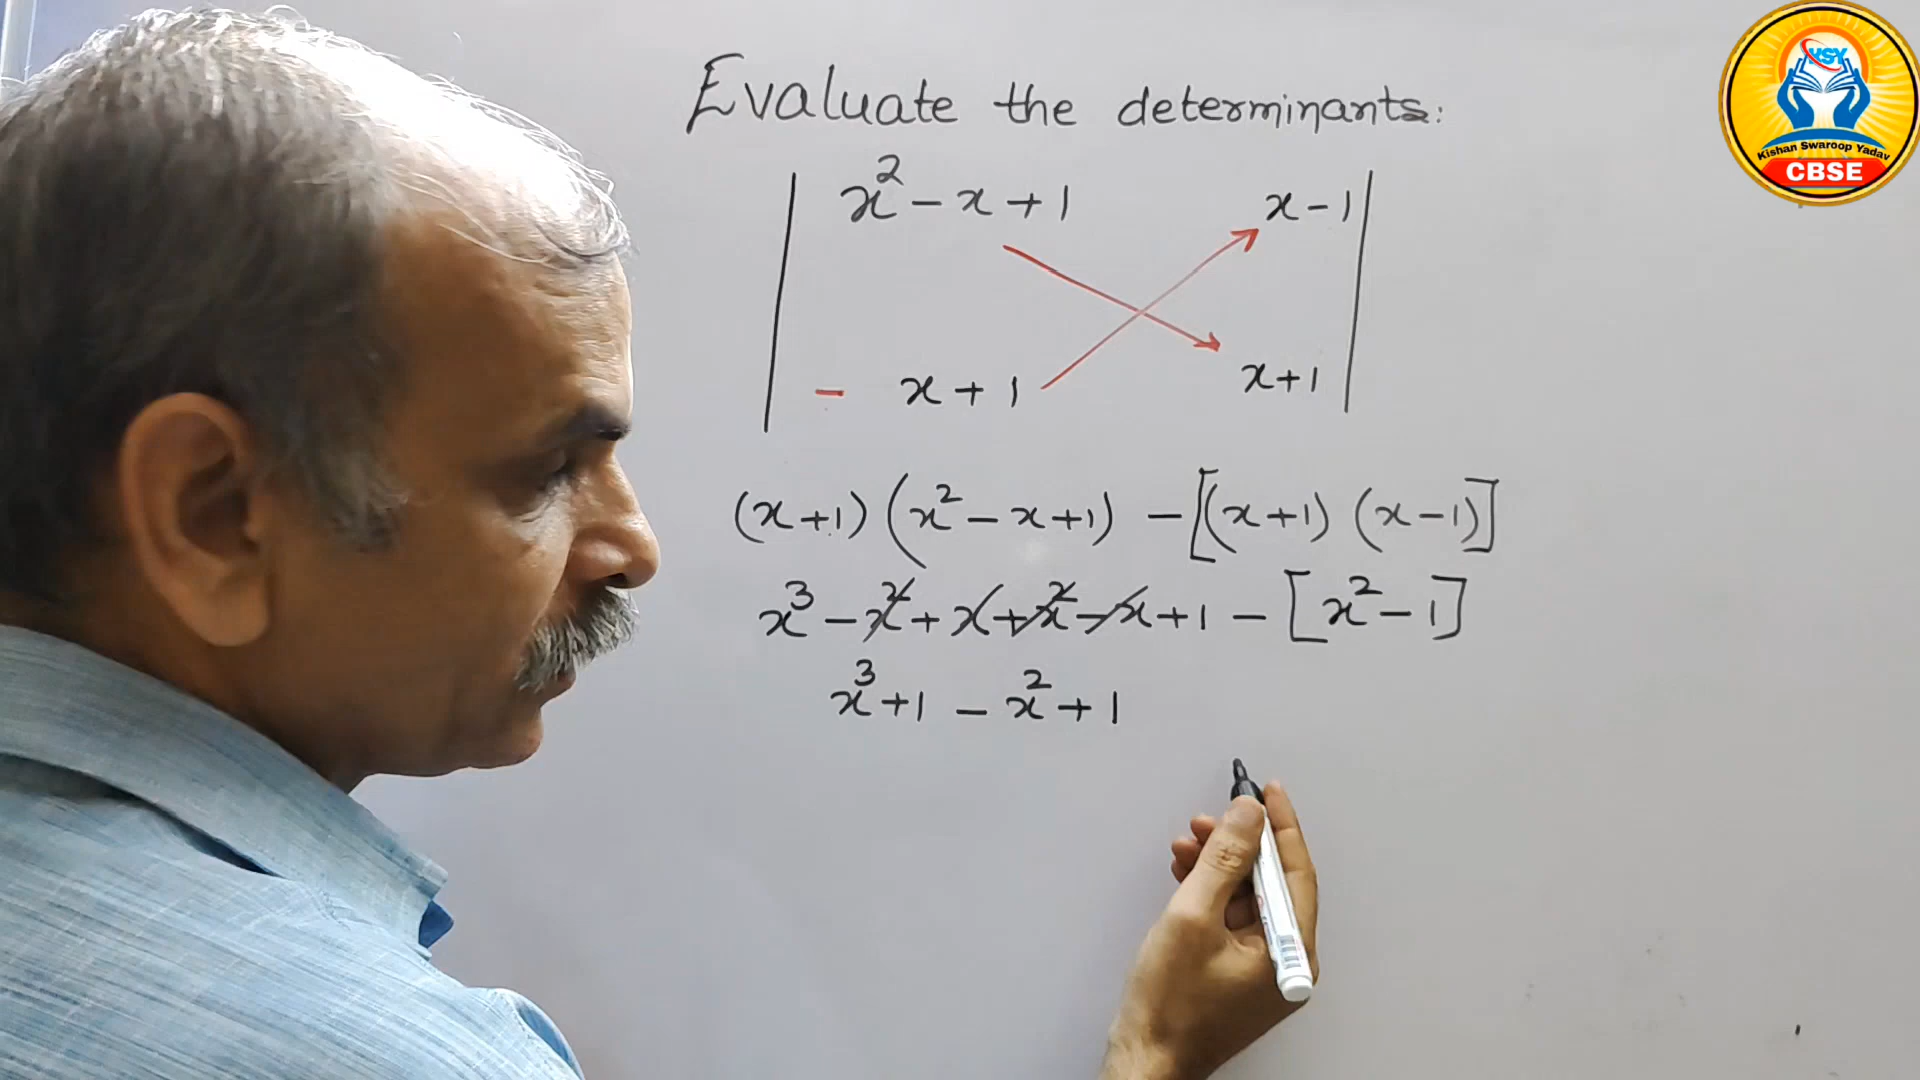 Evaluate the determinants:
x² - x + 1    x - 1
- x + 1    x + 1
(x+1) (x² - x+1) - [(x+1) (x-1)]
x³ - x² + x + x² - x + 1 - [x² - 1]
x³ + 1 - x² + 1
KSY
Kishan Swaroop Yadav
CBSE